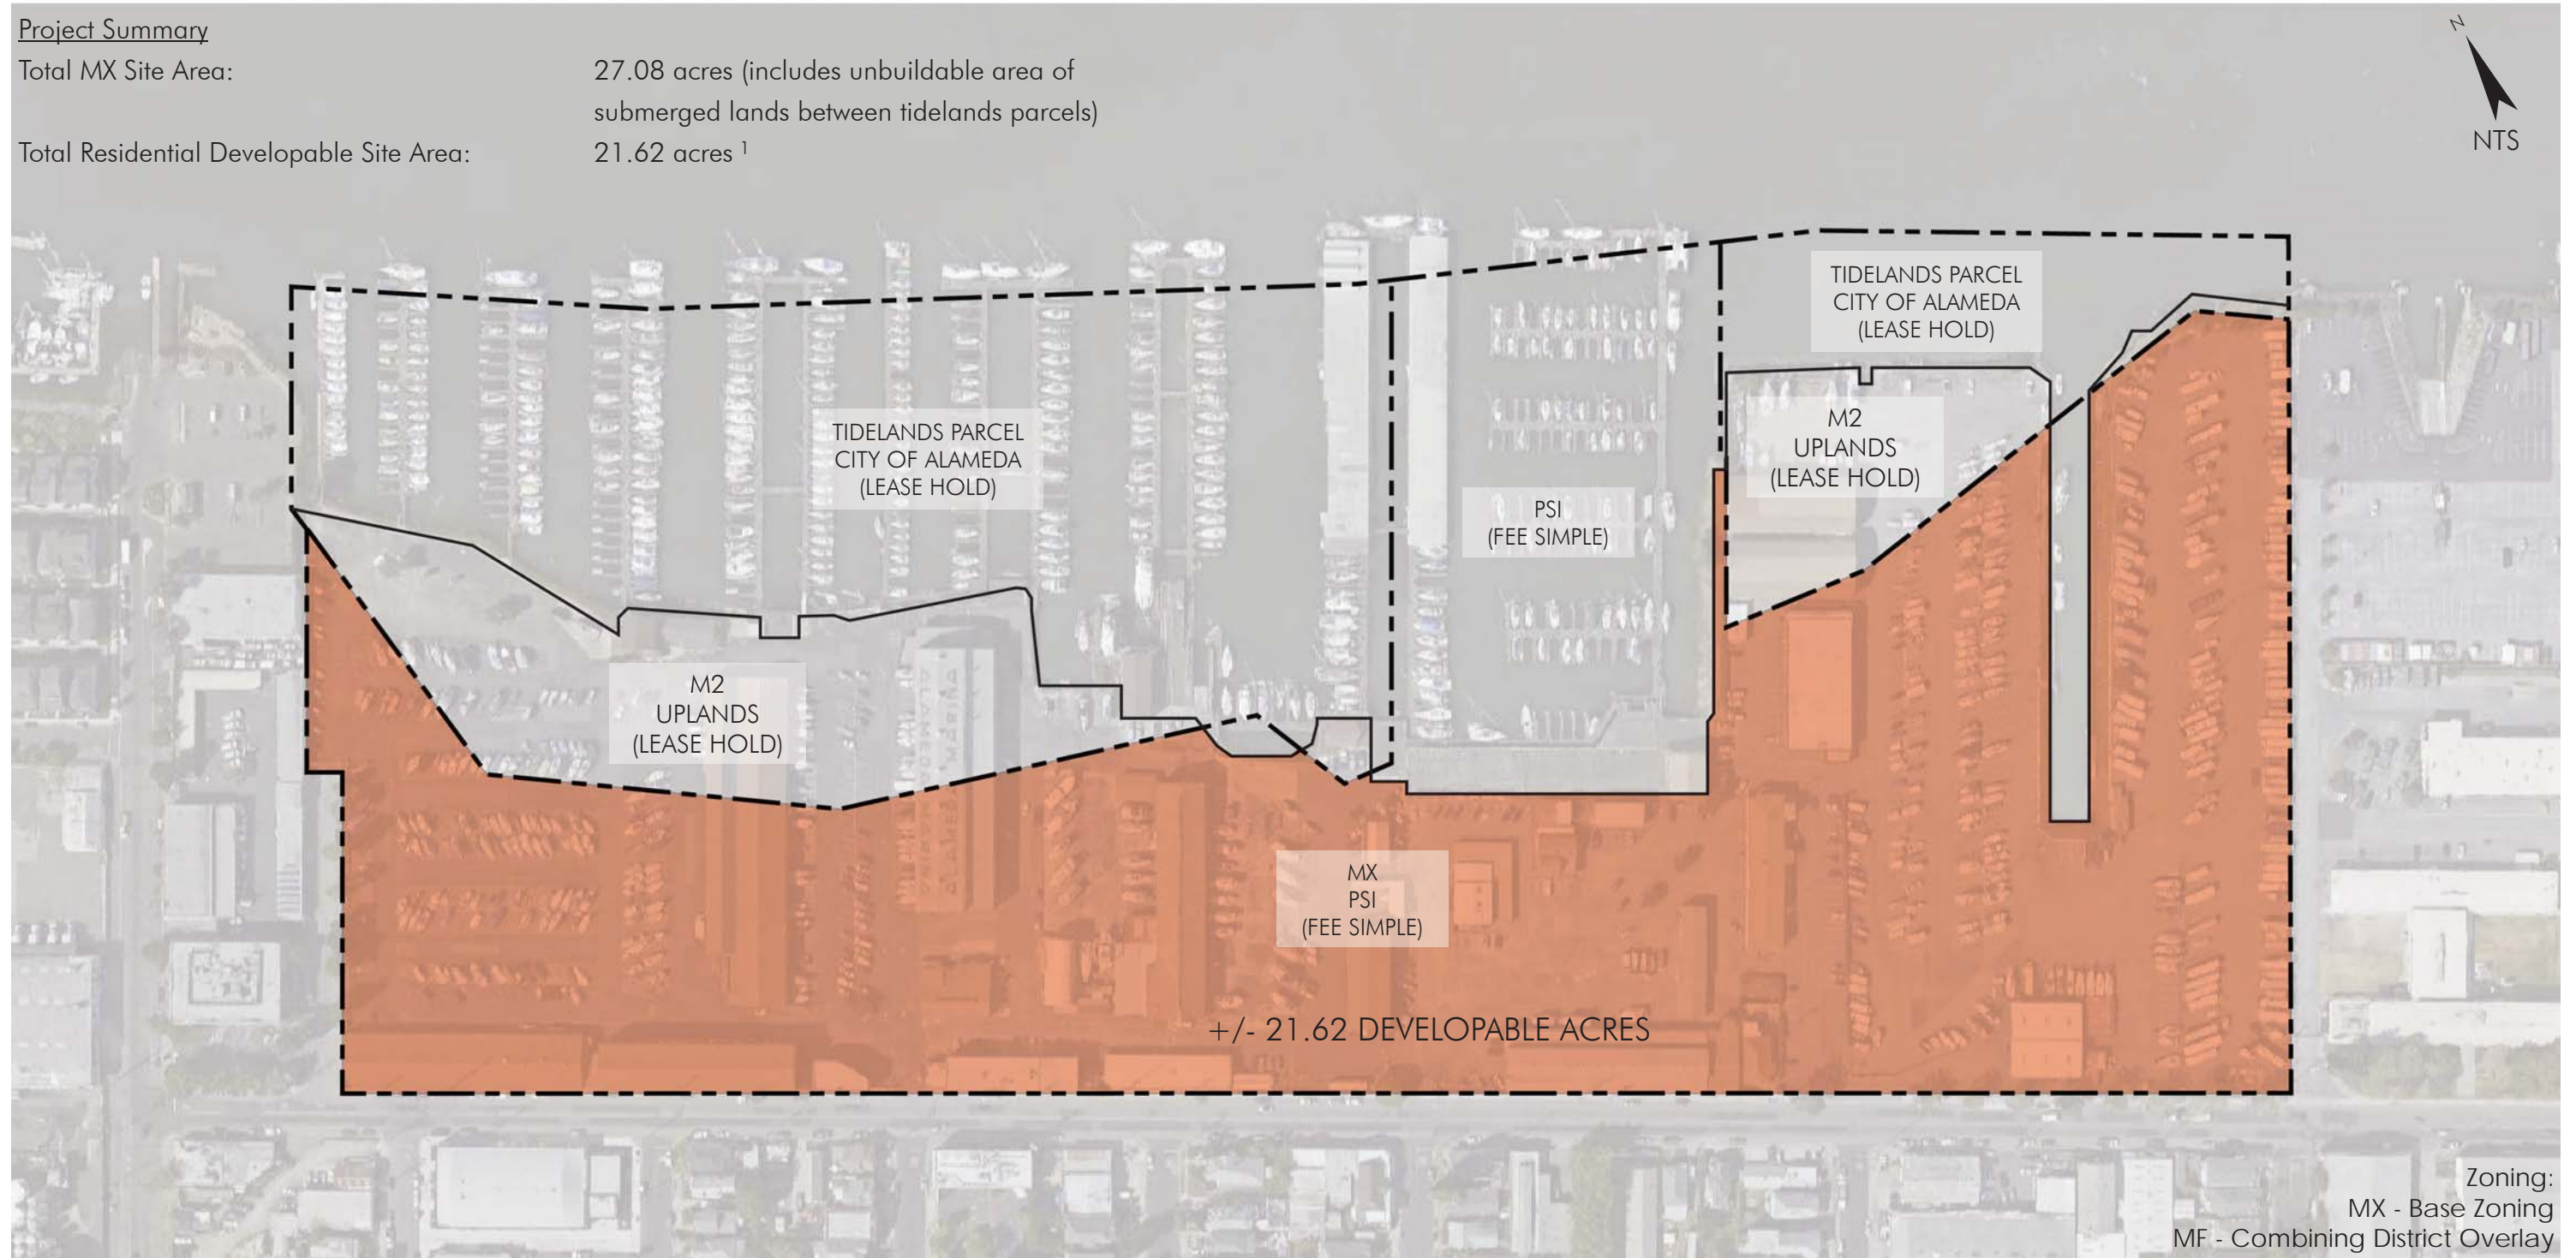 Project Summary
Total MX Site Area: 27.08 acres (includes unbuildable area of
submerged lands between tidelands parcels)
Total Residential Developable Site Area: 21.62 acres 1
N
NTS
TIDELANDS PARCEL
CITY OF ALAMEDA
(LEASE HOLD)
TIDELANDS PARCEL
CITY OF ALAMEDA
(LEASE HOLD)
M2
UPLANDS
(LEASE HOLD)
PSI
(FEE SIMPLE)
M2
UPLANDS
(LEASE HOLD)
MX
PSI
(FEE SIMPLE)
+/- 21.62 DEVELOPABLE ACRES
Zoning:
MX - Base Zoning
MF - Combining District Overlay